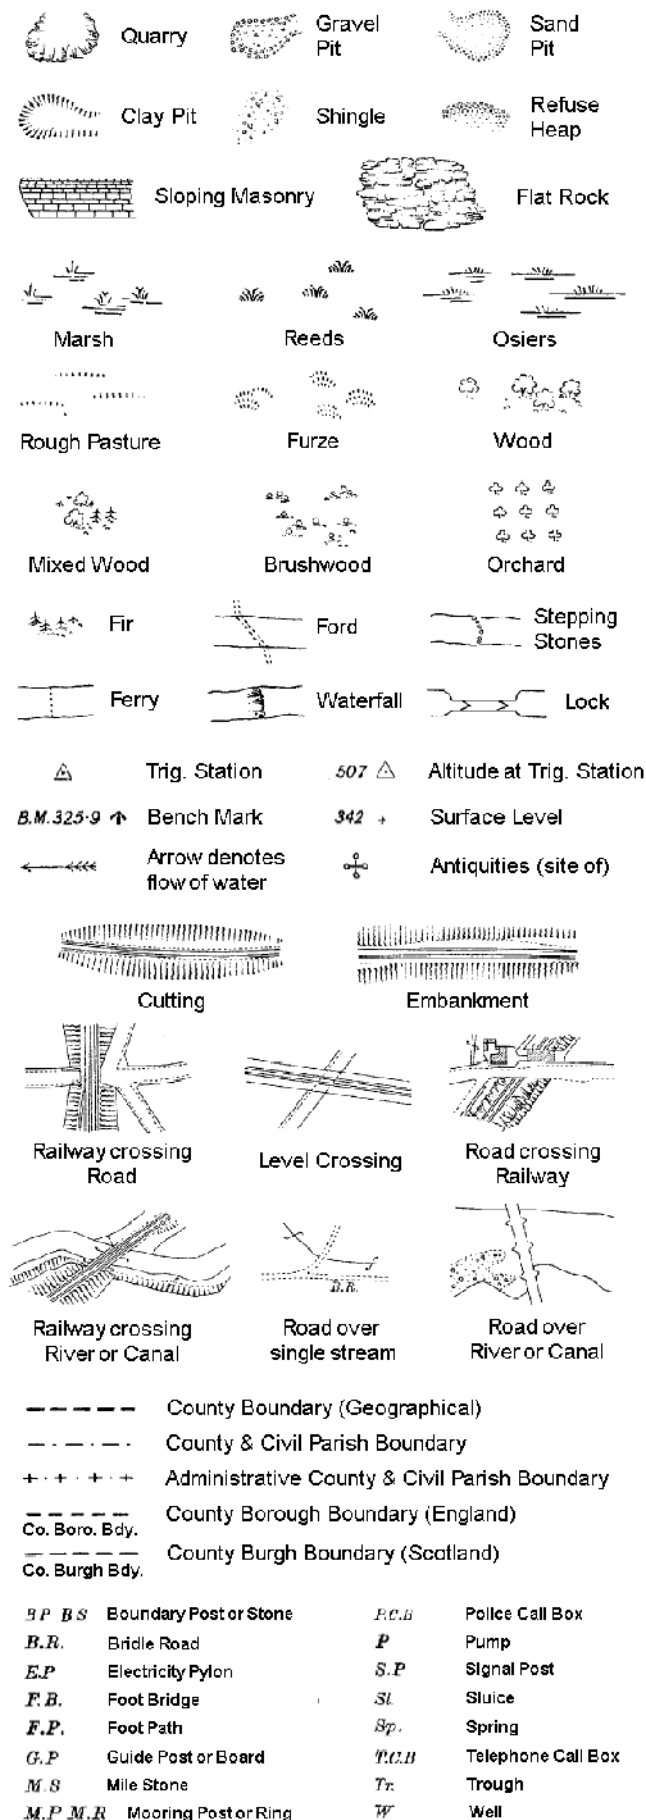 Quarry
Gravel
Pit
Sand
Pit
Clay Pit
Shingle
Refuse
Heap
Sloping Masonry
Flat Rock
Marsh
Reeds
Osiers
Rough Pasture
Furze
Wood
Mixed Wood
Brushwood
Orchard
Fir
Ford
Stepping
Stones
Ferry
Waterfall
Lock
Trig. Station
507
Altitude at Trig. Station
B.M.325·9
Bench Mark
342
Surface Level
Arrow denotes
flow of water
Antiquities (site of)
Cutting
Embankment
Railway crossing
Road
Level Crossing
Road crossing
Railway
B.R.
Railway crossing
River or Canal
Road over
single stream
Road over
River or Canal
County Boundary (Geographical)
County & Civil Parish Boundary
Administrative County & Civil Parish Boundary
County Borough Boundary (England)
Co. Boro. Bdy.
County Burgh Boundary (Scotland)
Co. Burgh Bdy.
B P B S Boundary Post or Stone
P.C.B Police Call Box
B.R. Bridle Road
P Pump
E.P Electricity Pylon
S.P Signal Post
F.B. Foot Bridge
Sl. Sluice
F.P. Foot Path
Sp. Spring
G.P Guide Post or Board
T.C.B Telephone Call Box
M.S Mile Stone
Tr. Trough
M.P M.R Mooring Post or Ring
W Well